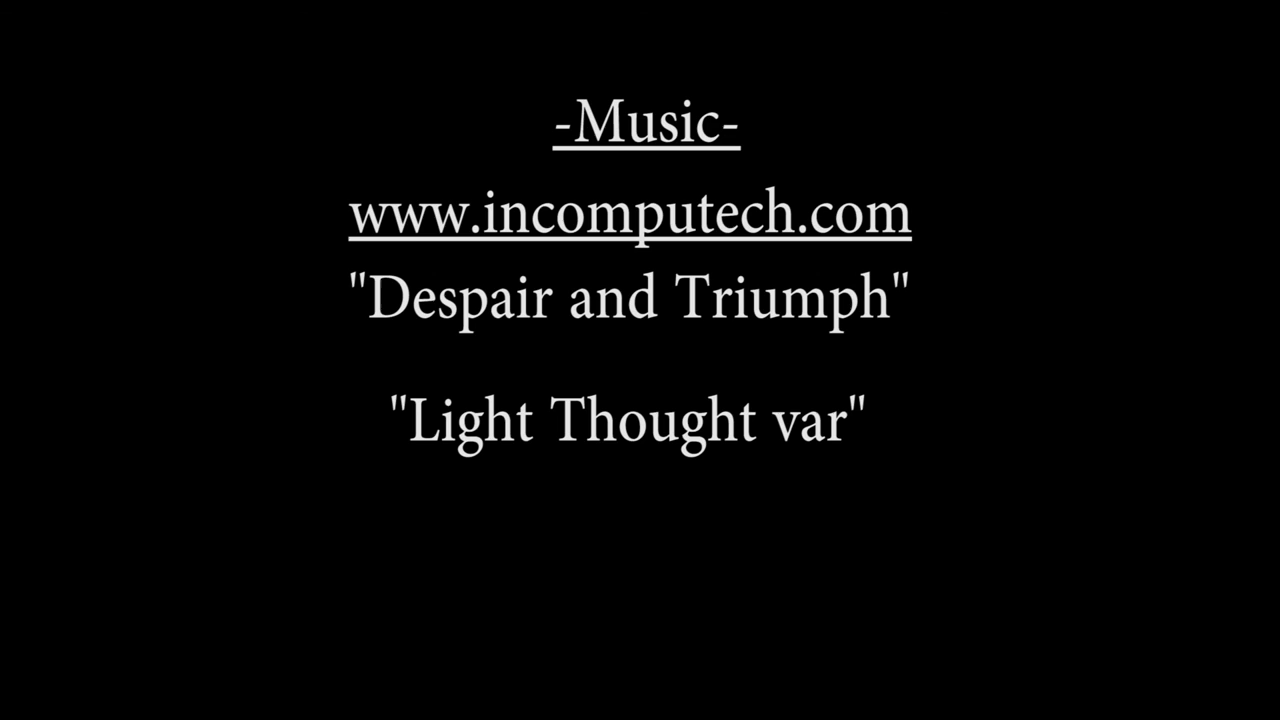 -Music-
www.incomputech.com
"Despair and Triumph"
"Light Thought var"